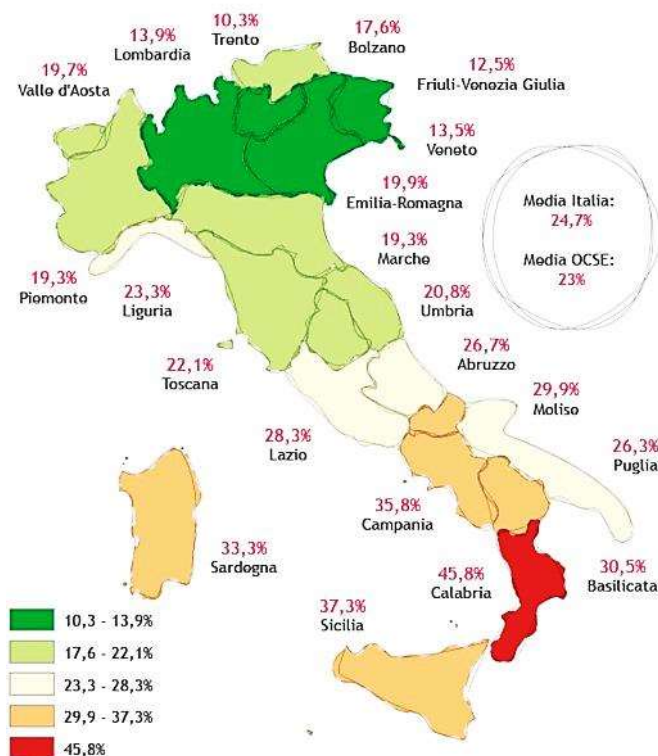 10,3%
Trento
13,9%
Lombardia
17,6%
Bolzano
19,7%
Valle d'Aosta
12,5%
Friuli-Venozia Giulia
13,5%
Veneto
19,9%
Emilia-Romagna
Media Italia:
24,7%
Media OCSE:
23%
19,3%
Marche
19,3%
Piemonte
23,3%
Liguria
20,8%
Umbria
22,1%
Toscana
26,7%
Abruzzo
29,9%
Moliso
28,3%
Lazio
26,3%
Puglia
35,8%
Campania
33,3%
Sardogna
45,8%
Calabria
30,5%
Basilicata
37,3%
Sicilia
10,3 - 13,9%
17,6 - 22,1%
23,3 - 28,3%
29,9 - 37,3%
45,8%